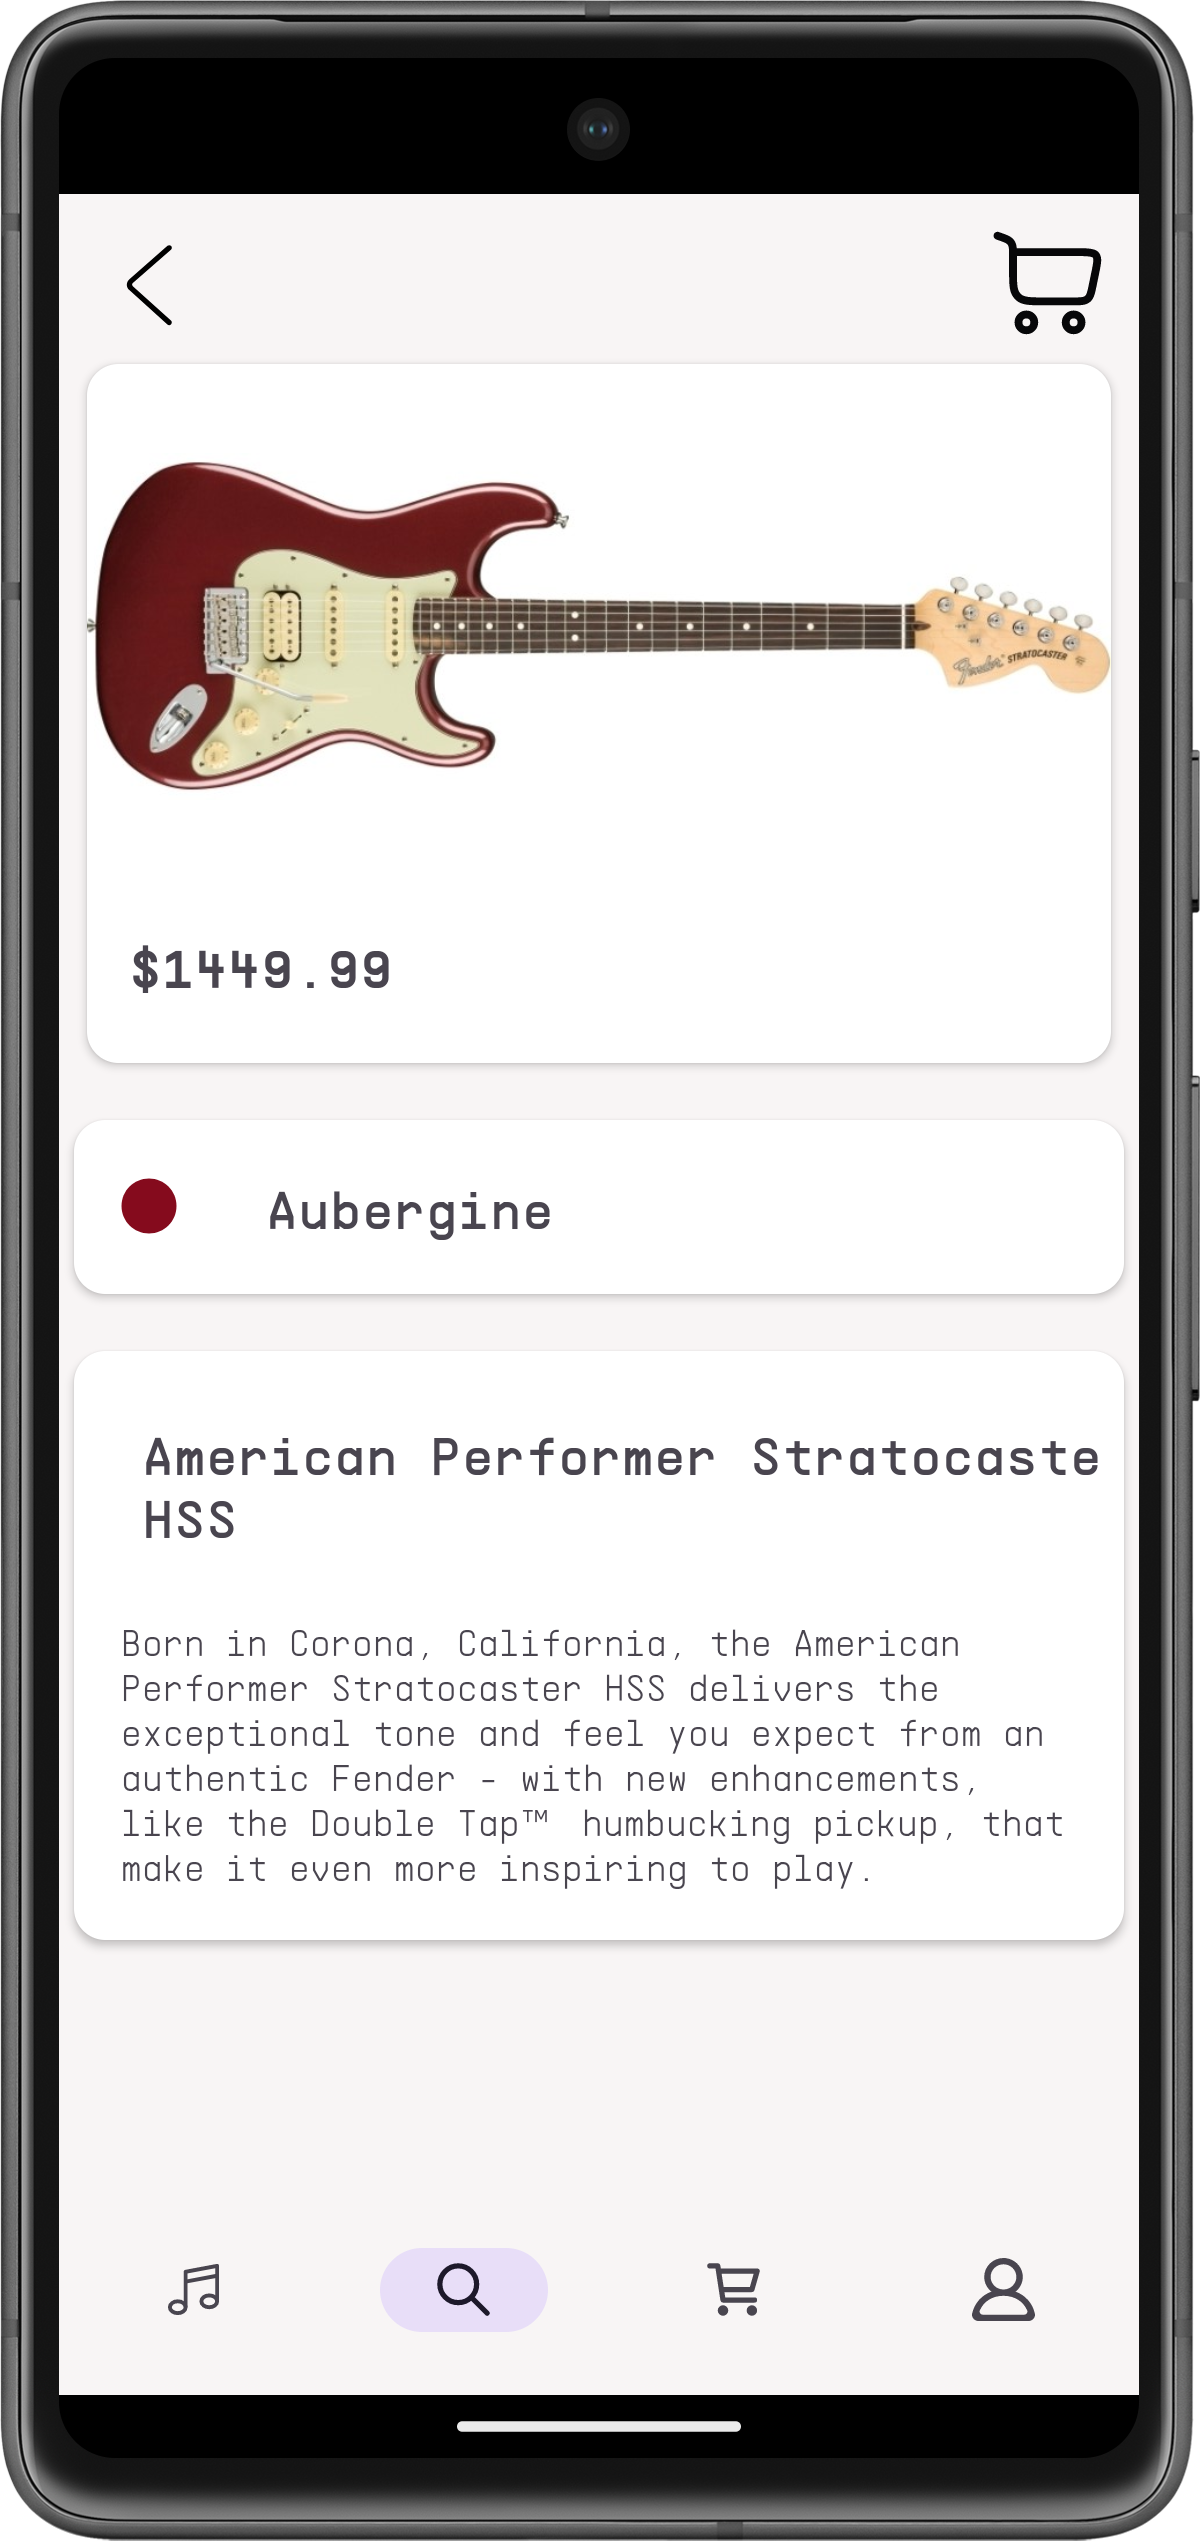 Fender STRATOCASTER
$1449.99
Aubergine
American Performer Stratocaste
HSS
Born in Corona, California, the American
Performer Stratocaster HSS delivers the
exceptional tone and feel you expect from an
authentic Fender - with new enhancements,
like the Double Tap™ humbucking pickup, that
make it even more inspiring to play.